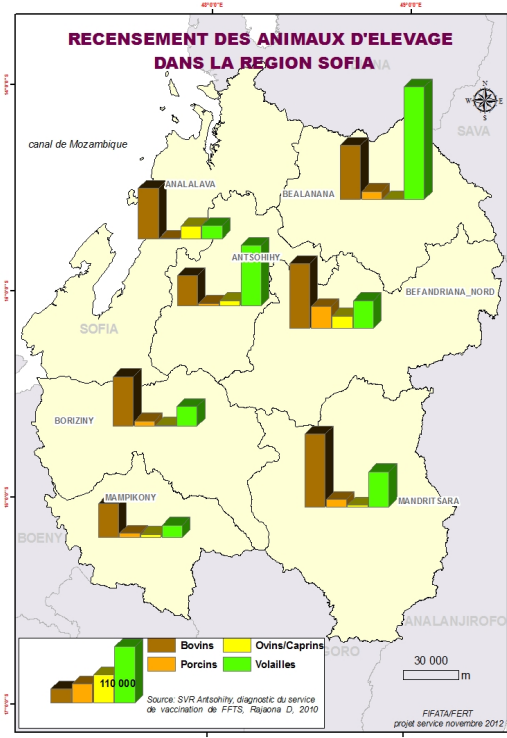 RECENSEMENT DES ANIMAUX D'ELEVAGE
DANS LA REGION SOFIA
N
W E
S
SAVA
canal de Mozambique
ANALALAVA
BEALANANA
ANTSOHIHY
BEFANDRIANA_NORD
SOFIA
BORIZINY
MAMPIKONY
MANDRITSARA
BOENY
ANALANJIROFO
Bovins
Ovins/Caprins
Porcins
Volailles
110 000
Source: SVR Antsohihy, diagnostic du service
de vaccination de FFTS, Rajaona D, 2010
30 000
m
FIFATA/FERT
projet service novembre 2012